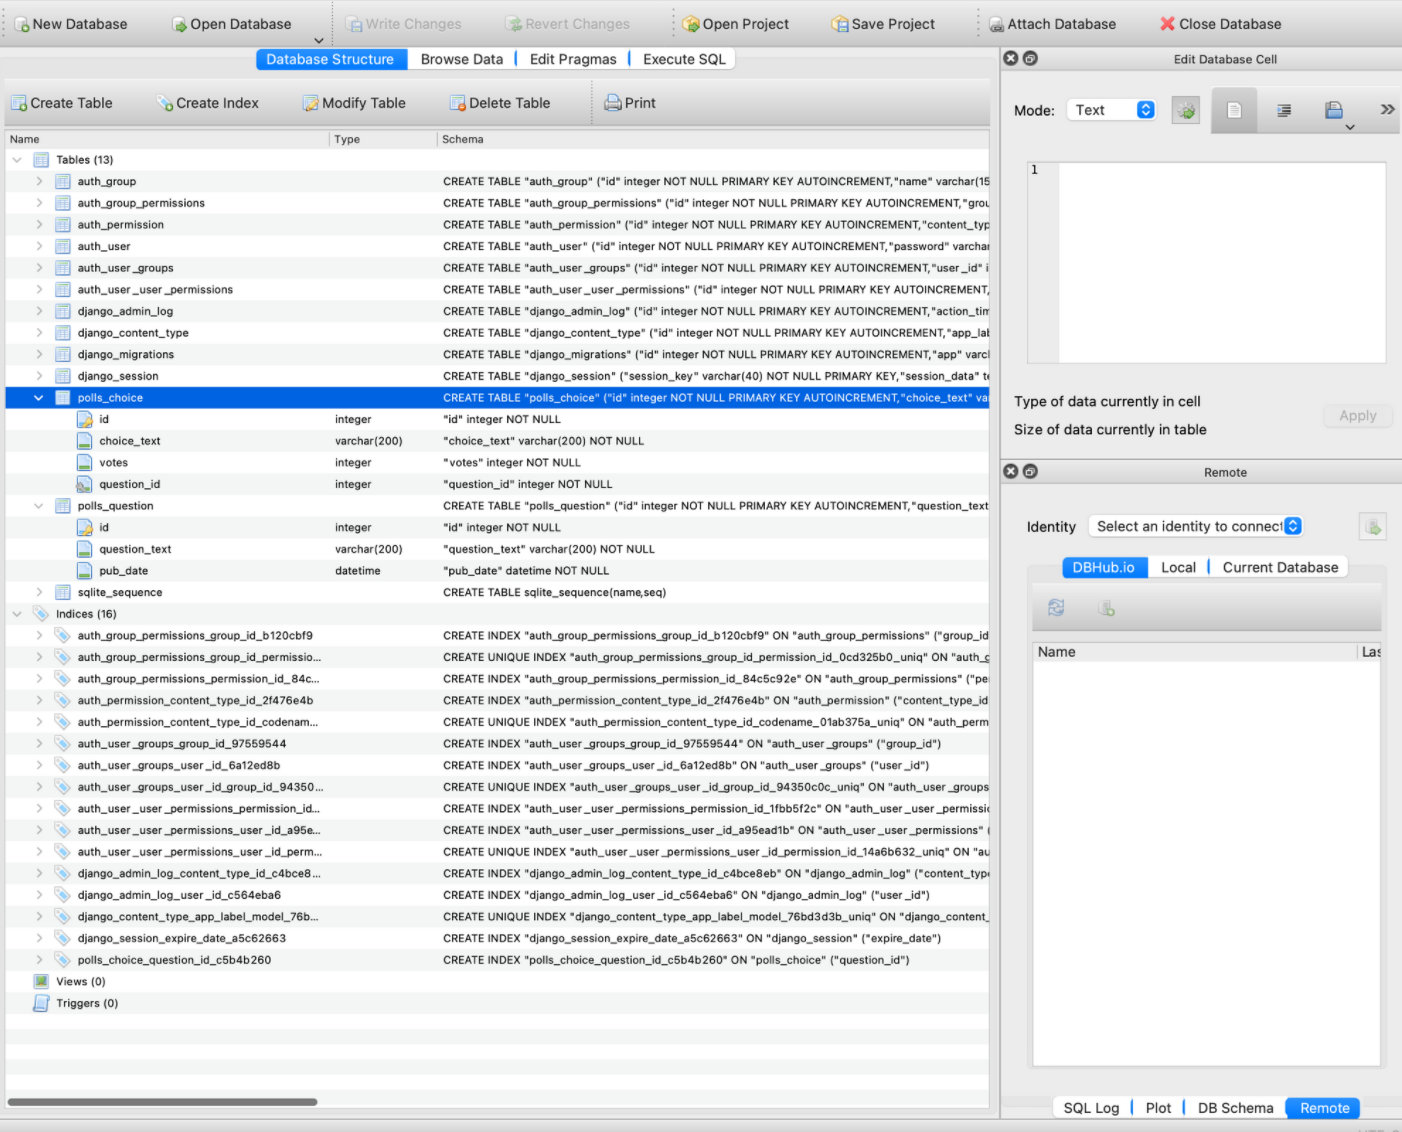 New Database
Open Database
Write Changes
Revert Changes
Open Project
Save Project
Attach Database
Close Database
Database Structure
Browse Data
Edit Pragmas
Execute SQL
Create Table
Create Index
Modify Table
Delete Table
Print
Name Type Schema
Tables (13)
auth_group CREATE TABLE "auth_group" ("id" integer NOT NULL PRIMARY KEY AUTOINCREMENT,"name" varchar(15
auth_group_permissions CREATE TABLE "auth_group_permissions" ("id" integer NOT NULL PRIMARY KEY AUTOINCREMENT,"grou
auth_permission CREATE TABLE "auth_permission" ("id" integer NOT NULL PRIMARY KEY AUTOINCREMENT,"content_typ
auth_user CREATE TABLE "auth_user" ("id" integer NOT NULL PRIMARY KEY AUTOINCREMENT,"password" varcha
auth_user_groups CREATE TABLE "auth_user_groups" ("id" integer NOT NULL PRIMARY KEY AUTOINCREMENT,"user_id" i
auth_user_user_permissions CREATE TABLE "auth_user_user_permissions" ("id" integer NOT NULL PRIMARY KEY AUTOINCREMENT,
django_admin_log CREATE TABLE "django_admin_log" ("id" integer NOT NULL PRIMARY KEY AUTOINCREMENT,"action_tim
django_content_type CREATE TABLE "django_content_type" ("id" integer NOT NULL PRIMARY KEY AUTOINCREMENT,"app_lab
django_migrations CREATE TABLE "django_migrations" ("id" integer NOT NULL PRIMARY KEY AUTOINCREMENT,"app" varc
django_session CREATE TABLE "django_session" ("session_key" varchar(40) NOT NULL PRIMARY KEY,"session_data" te
polls_choice CREATE TABLE "polls_choice" ("id" integer NOT NULL PRIMARY KEY AUTOINCREMENT,"choice_text" va
id integer "id" integer NOT NULL
choice_text varchar(200) "choice_text" varchar(200) NOT NULL
votes integer "votes" integer NOT NULL
question_id integer "question_id" integer NOT NULL
polls_question CREATE TABLE "polls_question" ("id" integer NOT NULL PRIMARY KEY AUTOINCREMENT,"question_text
id integer "id" integer NOT NULL
question_text varchar(200) "question_text" varchar(200) NOT NULL
pub_date datetime "pub_date" datetime NOT NULL
sqlite_sequence CREATE TABLE sqlite_sequence(name,seq)
Indices (16)
auth_group_permissions_group_id_b120cbf9 CREATE INDEX "auth_group_permissions_group_id_b120cbf9" ON "auth_group_permissions" ("group_id
auth_group_permissions_group_id_permissio... CREATE UNIQUE INDEX "auth_group_permissions_group_id_permission_id_0cd325b0_uniq" ON "auth_g
auth_group_permissions_permission_id_84c... CREATE INDEX "auth_group_permissions_permission_id_84c5c92e" ON "auth_group_permissions" ("pe
auth_permission_content_type_id_2f476e4b CREATE INDEX "auth_permission_content_type_id_2f476e4b" ON "auth_permission" ("content_type_id
auth_permission_content_type_id_codenam... CREATE UNIQUE INDEX "auth_permission_content_type_id_codename_01ab375a_uniq" ON "auth_perm
auth_user_groups_group_id_97559544 CREATE INDEX "auth_user_groups_group_id_97559544" ON "auth_user_groups" ("group_id")
auth_user_groups_user_id_6a12ed8b CREATE INDEX "auth_user_groups_user_id_6a12ed8b" ON "auth_user_groups" ("user_id")
auth_user_groups_user_id_group_id_94350... CREATE UNIQUE INDEX "auth_user_groups_user_id_group_id_94350c0c_uniq" ON "auth_user_groups
auth_user_user_permissions_permission_id... CREATE INDEX "auth_user_user_permissions_permission_id_1fbb5f2c" ON "auth_user_user_permissi
auth_user_user_permissions_user_id_a95e... CREATE INDEX "auth_user_user_permissions_user_id_a95ead1b" ON "auth_user_user_permissions" (
auth_user_user_permissions_user_id_perm... CREATE UNIQUE INDEX "auth_user_user_permissions_user_id_permission_id_14a6b632_uniq" ON "au
django_admin_log_content_type_id_c4bce8... CREATE INDEX "django_admin_log_content_type_id_c4bce8eb" ON "django_admin_log" ("content_type
django_admin_log_user_id_c564eba6 CREATE INDEX "django_admin_log_user_id_c564eba6" ON "django_admin_log" ("user_id")
django_content_type_app_label_model_76b... CREATE UNIQUE INDEX "django_content_type_app_label_model_76bd3d3b_uniq" ON "django_content_
django_session_expire_date_a5c62663 CREATE INDEX "django_session_expire_date_a5c62663" ON "django_session" ("expire_date")
polls_choice_question_id_c5b4b260 CREATE INDEX "polls_choice_question_id_c5b4b260" ON "polls_choice" ("question_id")
Views (0)
Triggers (0)
Edit Database Cell
Mode: Text
1
Type of data currently in cell
Size of data currently in table
Apply
Remote
Identity Select an identity to connect
DBHub.io Local Current Database
Name Las
SQL Log Plot DB Schema Remote